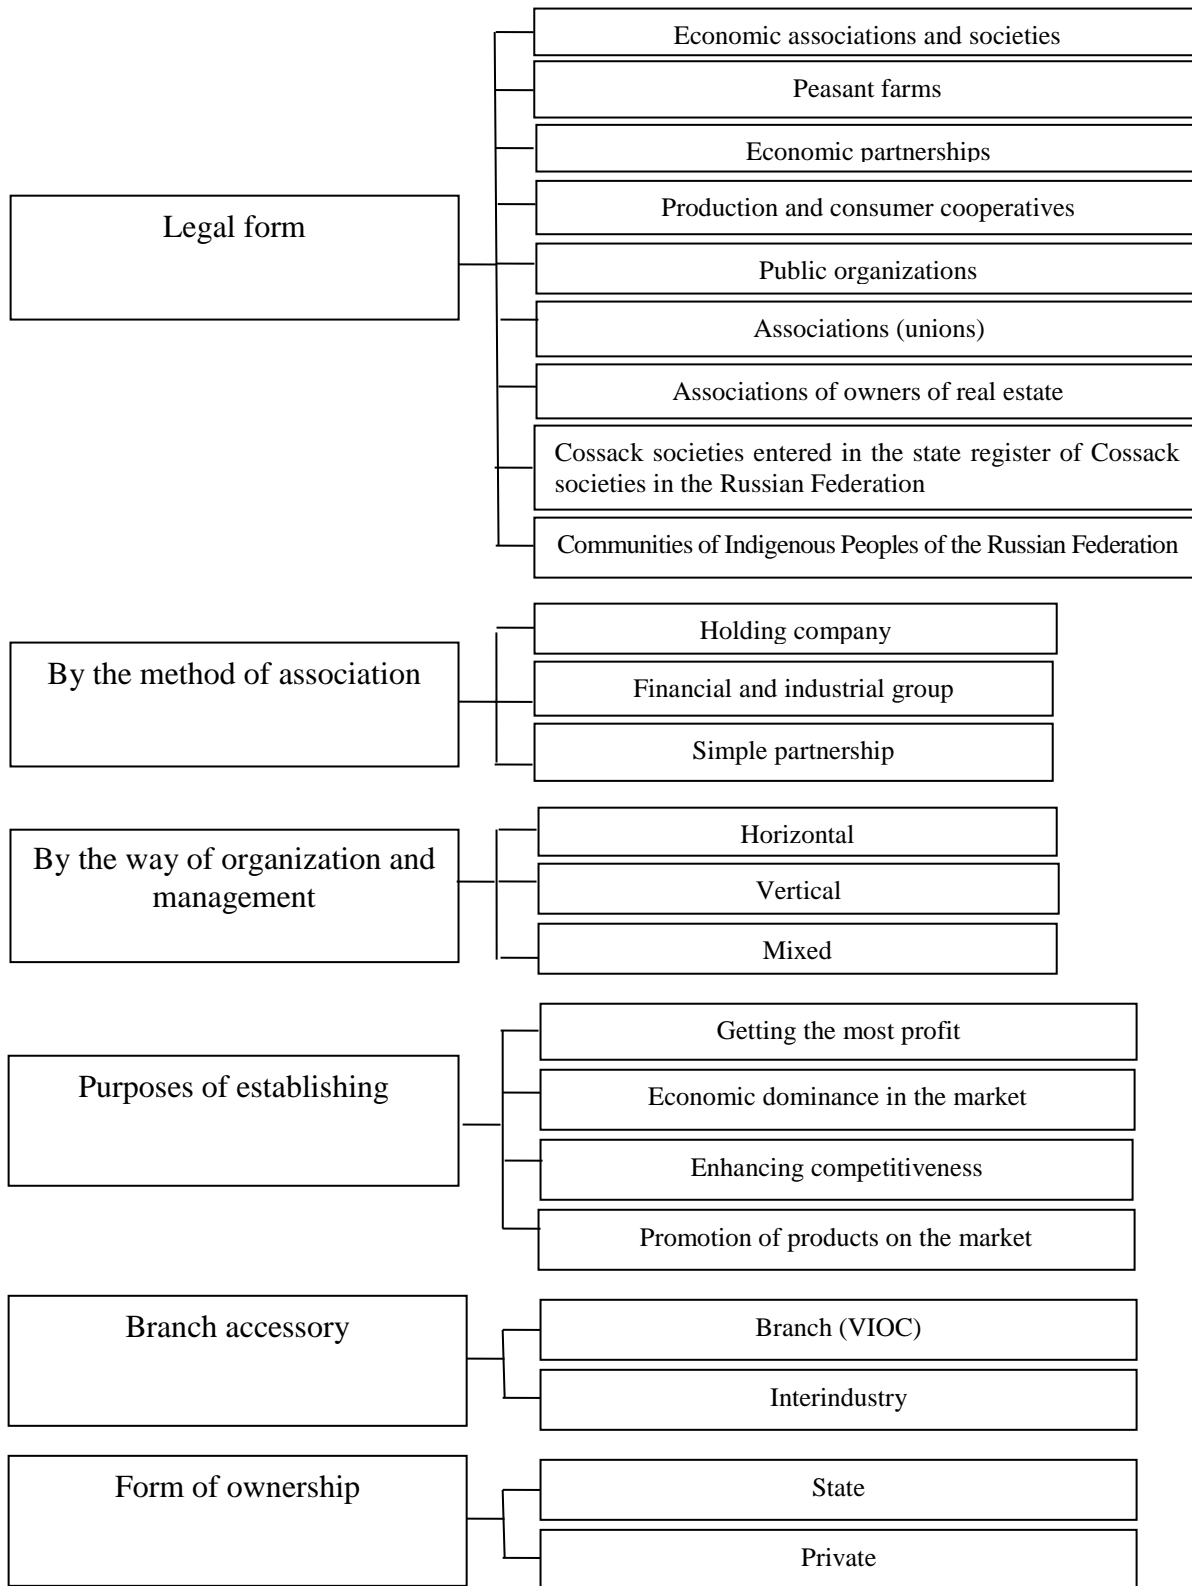 Legal form
Economic associations and societies
Peasant farms
Economic partnerships
Production and consumer cooperatives
Public organizations
Associations (unions)
Associations of owners of real estate
Cossack societies entered in the state register of Cossack
societies in the Russian Federation
Communities of Indigenous Peoples of the Russian Federation
By the method of association
Holding company
Financial and industrial group
Simple partnership
By the way of organization and
management
Horizontal
Vertical
Mixed
Purposes of establishing
Getting the most profit
Economic dominance in the market
Enhancing competitiveness
Promotion of products on the market
Branch accessory
Branch (VIOC)
Interindustry
Form of ownership
State
Private